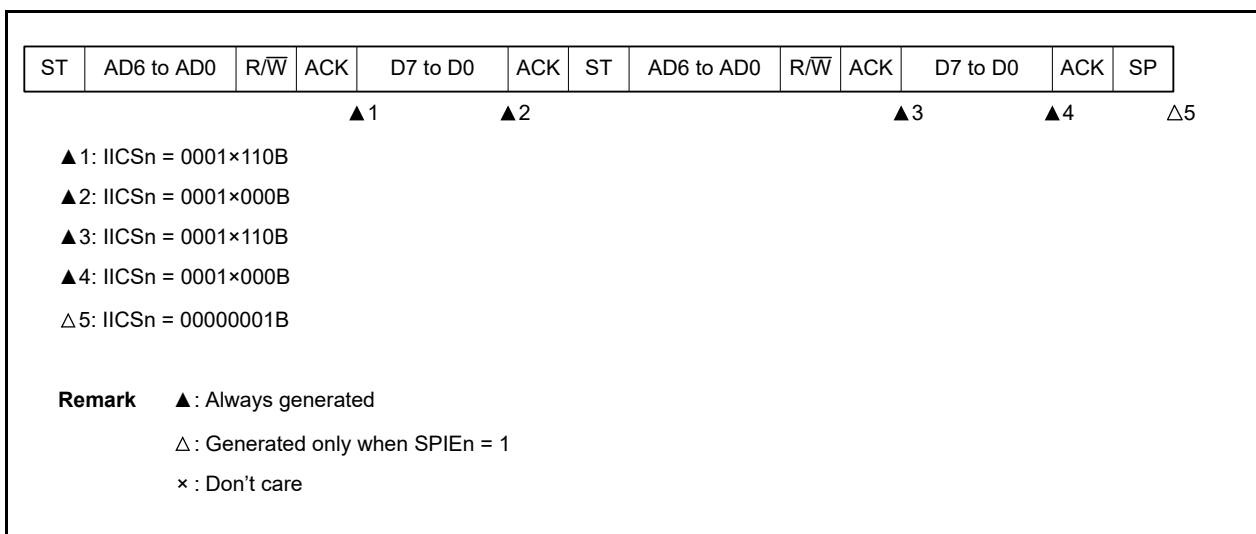 ST AD6 to AD0 R/W̅ ACK D7 to D0 ACK ST AD6 to AD0 R/W̅ ACK D7 to D0 ACK SP
▲1 ▲2 ▲3 ▲4 △5
▲1: IICSn = 0001×110B
▲2: IICSn = 0001×000B
▲3: IICSn = 0001×110B
▲4: IICSn = 0001×000B
△5: IICSn = 00000001B
Remark ▲: Always generated
△: Generated only when SPIEn = 1
×: Don't care